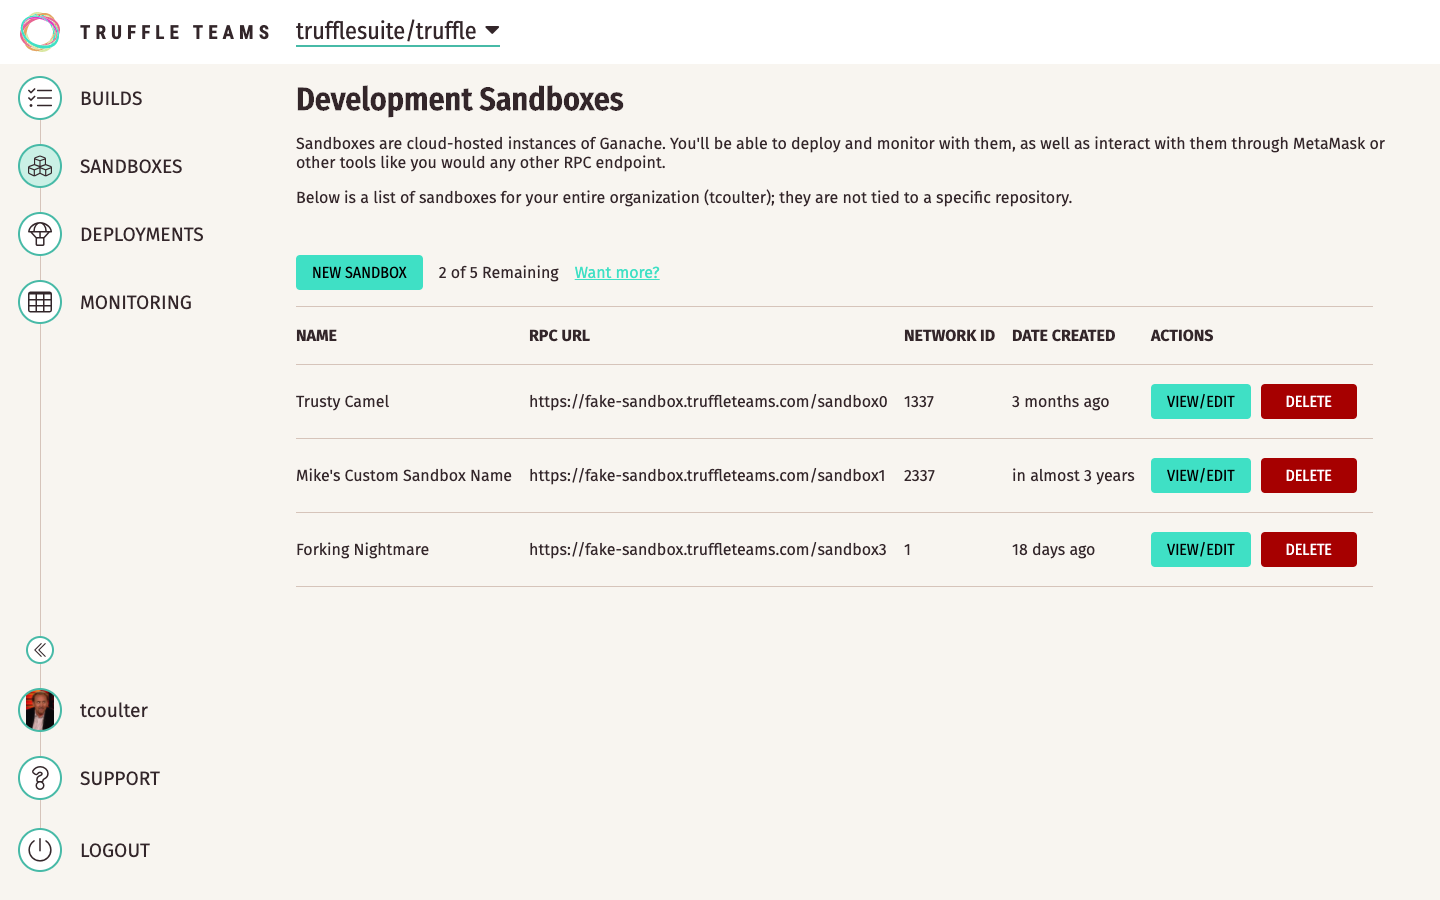 TRUFFLE TEAMS
trufflesuite/truffle
BUILDS
SANDBOXES
DEPLOYMENTS
MONITORING
tcoulter
SUPPORT
LOGOUT
Development Sandboxes
Sandboxes are cloud-hosted instances of Ganache. You'll be able to deploy and monitor with them, as well as interact with them through MetaMask or
other tools like you would any other RPC endpoint.
Below is a list of sandboxes for your entire organization (tcoulter); they are not tied to a specific repository.
NEW SANDBOX 2 of 5 Remaining Want more?
NAME RPC URL NETWORK ID DATE CREATED ACTIONS
Trusty Camel https://fake-sandbox.truffleteams.com/sandbox0 1337 3 months ago VIEW/EDIT DELETE
Mike's Custom Sandbox Name https://fake-sandbox.truffleteams.com/sandbox1 2337 in almost 3 years VIEW/EDIT DELETE
Forking Nightmare https://fake-sandbox.truffleteams.com/sandbox3 1 18 days ago VIEW/EDIT DELETE